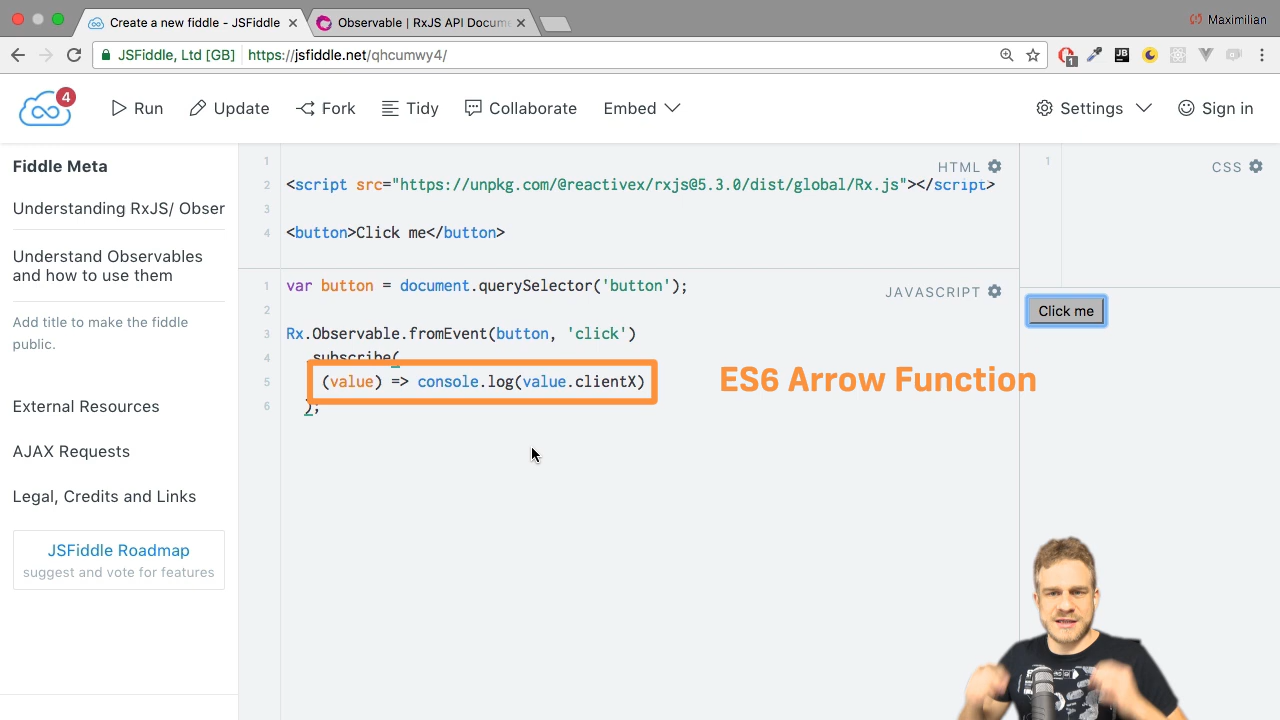 Create a new fiddle - JSFiddle
Observable | RxJS API Docume
Maximilian
JSFiddle, Ltd [GB] https://jsfiddle.net/qhcumwy4/
1
JB
4
Run
Update
Fork
Tidy
Collaborate
Embed
Settings
Sign in
Fiddle Meta
Understanding RxJS/ Obser
Understand Observables
and how to use them
Add title to make the fiddle
public.
External Resources
AJAX Requests
Legal, Credits and Links
JSFiddle Roadmap
suggest and vote for features
HTML
1
2 <script src="https://unpkg.com/@reactivex/rxjs@5.3.0/dist/global/Rx.js"></script>
3
4 <button>Click me</button>
JAVASCRIPT
1 var button = document.querySelector('button');
2
3 Rx.Observable.fromEvent(button, 'click')
4 .subscribe(
5 (value) => console.log(value.clientX)
6 );
ES6 Arrow Function
1
CSS
Click me